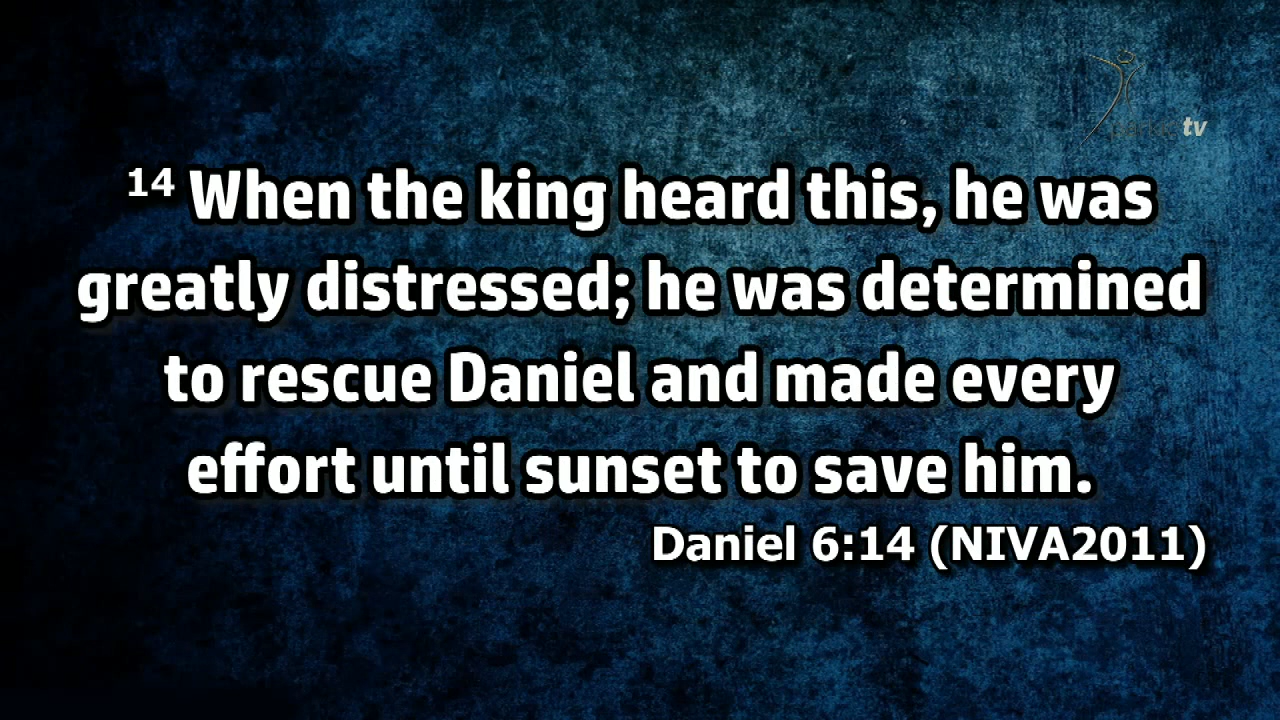 tv
14 When the king heard this, he was
greatly distressed; he was determined
to rescue Daniel and made every
effort until sunset to save him.
Daniel 6:14 (NIVA2011)